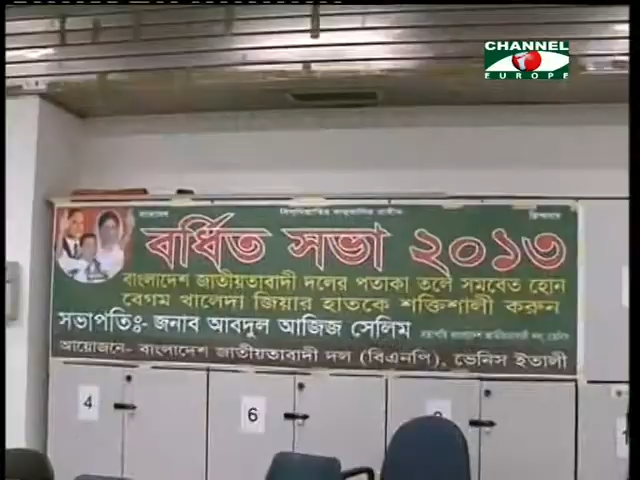 CHANNEL
EUROPE
বর্ধিত সভা ২০১৩
বাংলাদেশ জাতীয়তাবাদী দলের পতাকা তলে সমবেত হোন
বেগম খালেদা জিয়ার হাতকে শক্তিশালী করুন
সভাপতিঃ- জনাব আবদুল আজিজ সেলিম
আয়োজনে- বাংলাদেশ জাতীয়তাবাদী দল (বিএনপি), ভেনিস ইতালী
4
6